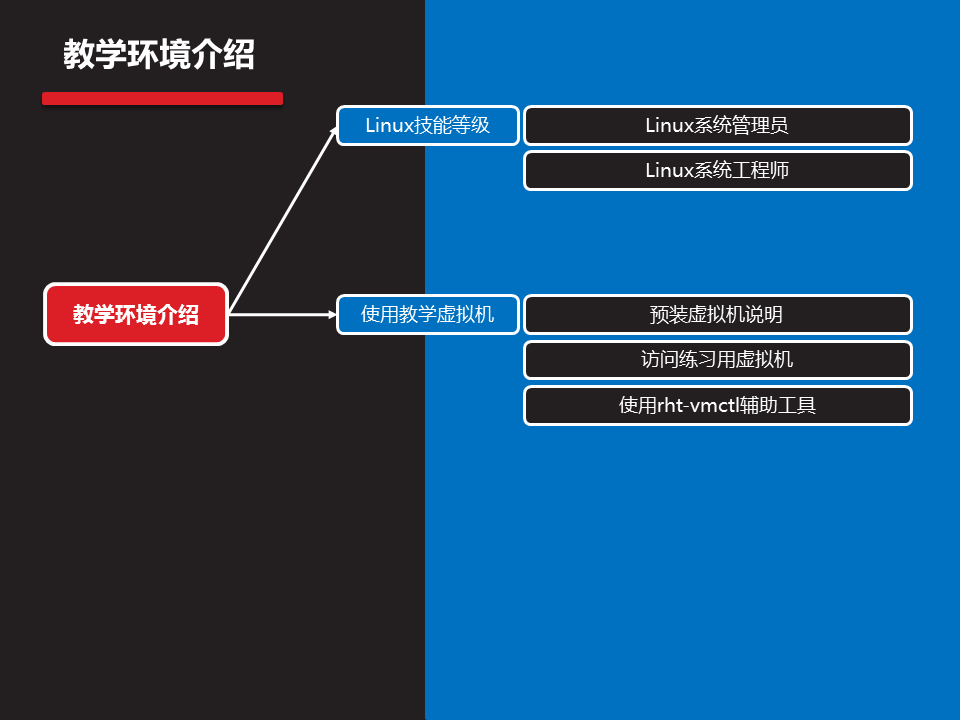 教学环境介绍
Linux技能等级
Linux系统管理员
Linux系统工程师
教学环境介绍
使用教学虚拟机
预装虚拟机说明
访问练习用虚拟机
使用rht-vmctl辅助工具